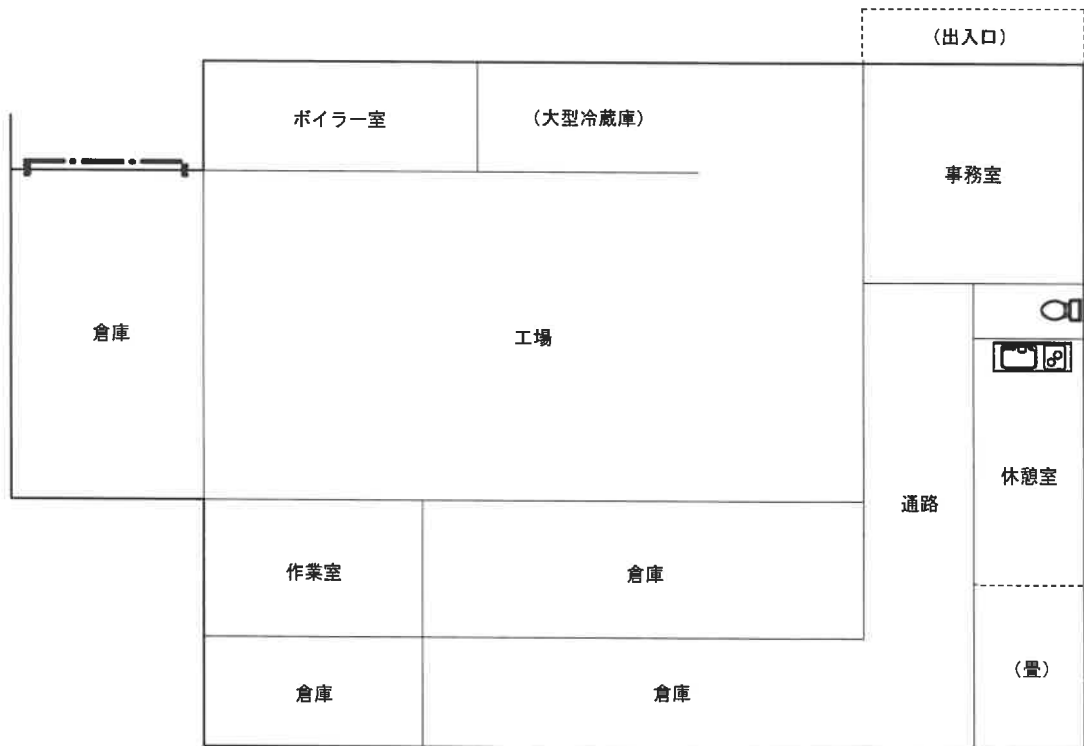 （出入口）
ボイラー室
（大型冷蔵庫）
事務室
倉庫
工場
休憩室
通路
作業室
倉庫
（畳）
倉庫
倉庫